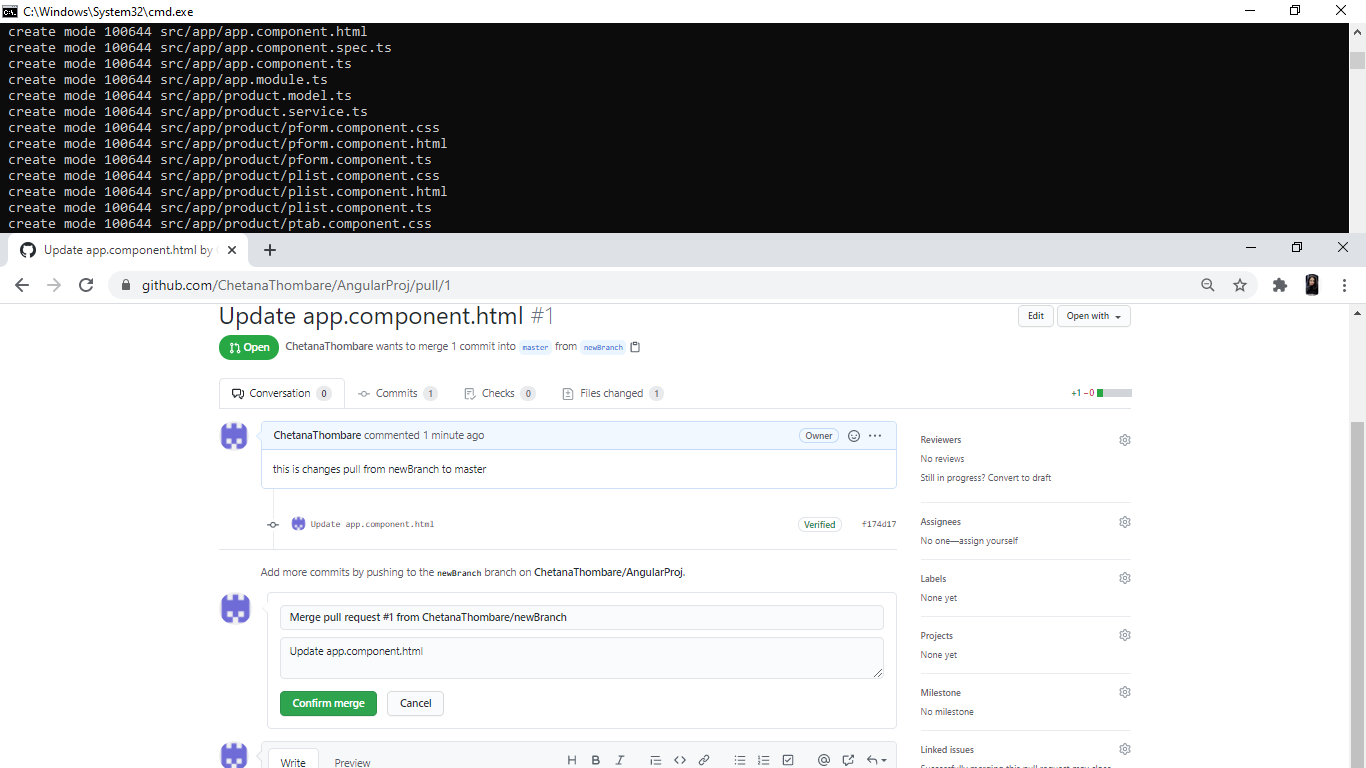 C:\Windows\System32\cmd.exe
create mode 100644 src/app/app.component.html
create mode 100644 src/app/app.component.spec.ts
create mode 100644 src/app/app.component.ts
create mode 100644 src/app/app.module.ts
create mode 100644 src/app/product.model.ts
create mode 100644 src/app/product.service.ts
create mode 100644 src/app/product/pform.component.css
create mode 100644 src/app/product/pform.component.html
create mode 100644 src/app/product/pform.component.ts
create mode 100644 src/app/product/plist.component.css
create mode 100644 src/app/product/plist.component.html
create mode 100644 src/app/product/plist.component.ts
create mode 100644 src/app/product/ptab.component.css
Update app.component.html by
github.com/ChetanaThombare/AngularProj/pull/1
Update app.component.html #1
Edit
Open with
Open
ChetanaThombare wants to merge 1 commit into master from newBranch
Conversation 0
Commits 1
Checks 0
Files changed 1
+1 −0
ChetanaThombare commented 1 minute ago
Owner
this is changes pull from newBranch to master
Update app.component.html
Verified
f174d17
Add more commits by pushing to the newBranch branch on ChetanaThombare/AngularProj.
Merge pull request #1 from ChetanaThombare/newBranch
Update app.component.html
Confirm merge
Cancel
Write
Preview
H B I
Reviewers
No reviews
Still in progress? Convert to draft
Assignees
No one—assign yourself
Labels
None yet
Projects
None yet
Milestone
No milestone
Linked issues
Successfully merging this pull request may close